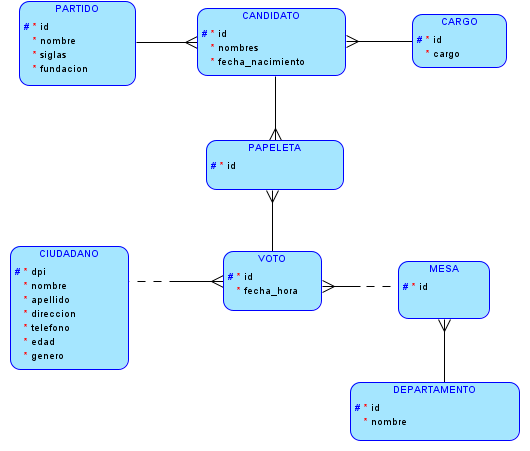 PARTIDO
# * id
* nombre
* siglas
* fundacion
CANDIDATO
# * id
* nombres
* fecha_nacimiento
CARGO
# * id
* cargo
PAPELETA
# * id
CIUDADANO
# * dpi
* nombre
* apellido
* direccion
* telefono
* edad
* genero
VOTO
# * id
* fecha_hora
MESA
# * id
DEPARTAMENTO
# * id
* nombre